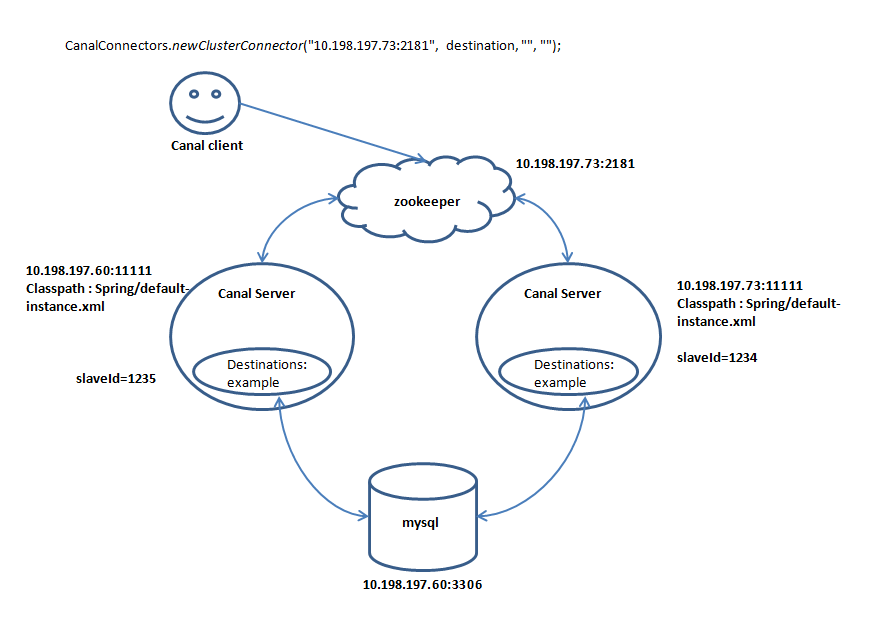 CanalConnectors.newClusterConnector("10.198.197.73:2181", destination, "", "");
Canal client
10.198.197.73:2181
zookeeper
10.198.197.60:11111
Classpath : Spring/default-
instance.xml
slaveId=1235
Canal Server
Destinations:
example
Canal Server
Destinations:
example
10.198.197.73:11111
Classpath : Spring/default-
instance.xml
slaveId=1234
mysql
10.198.197.60:3306